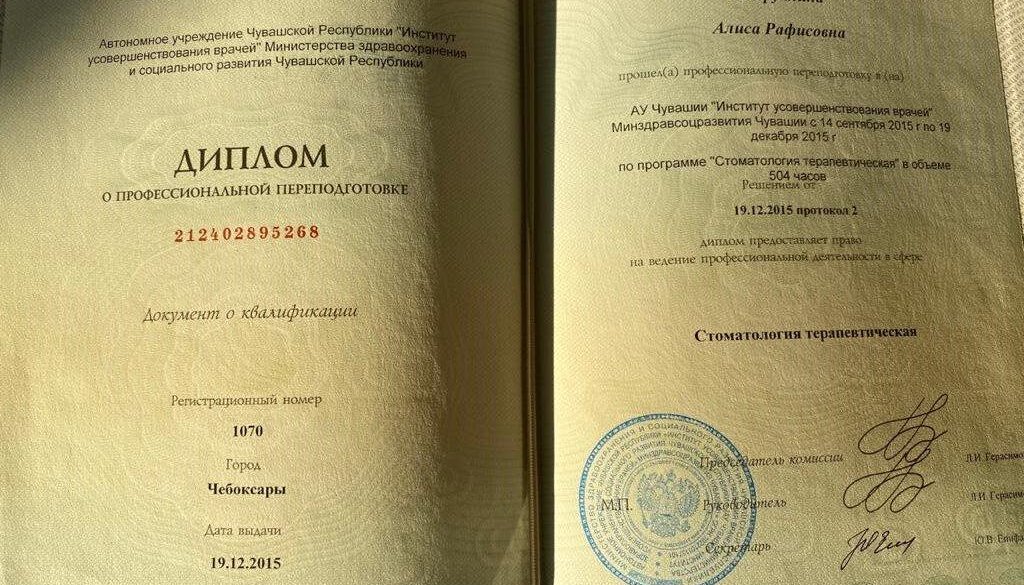 Автономное учреждение Чувашской Республики "Институт
усовершенствования врачей" Министерства здравоохранения
и социального развития Чувашской Республики
ДИПЛОМ
О ПРОФЕССИОНАЛЬНОЙ ПЕРЕПОДГОТОВКЕ
212402895268
Документ о квалификации
Регистрационный номер
1070
Город
Чебоксары
Дата выдачи
19.12.2015
Алиса Рафисовна
прошел(а) профессиональную переподготовку в (на)
АУ Чувашии "Институт усовершенствования врачей"
Минздравсоцразвития Чувашии с 14 сентября 2015 г по 19
декабря 2015 г
по программе "Стоматология терапевтическая" в объеме
504 часов
Решением от
19.12.2015 протокол 2
диплом предоставляет право
на ведение профессиональной деятельности в сфере
Стоматология терапевтическая
Председатель комиссии
Л.И. Герасимо
М.П.
Руководитель
Л.И. Герасим
Секретарь
Ю.В. Епиф